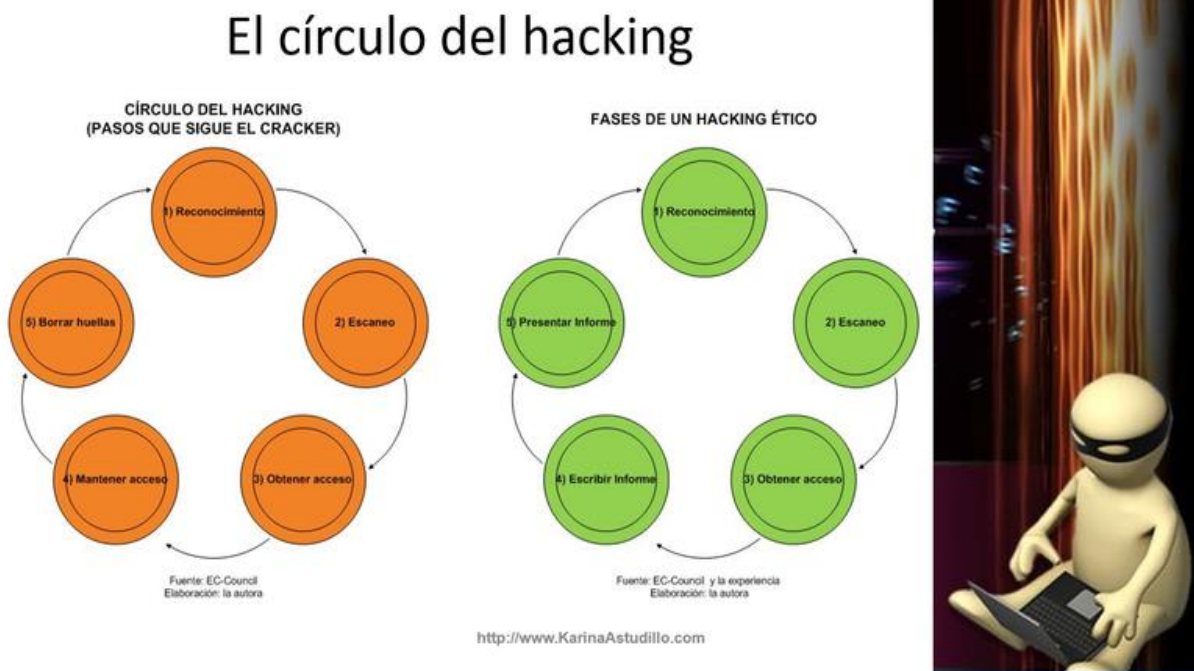 El círculo del hacking
CÍRCULO DEL HACKING
(PASOS QUE SIGUE EL CRACKER)
1) Reconocimiento
2) Escaneo
3) Obtener acceso
4) Mantener acceso
5) Borrar huellas
Fuente: EC-Council
Elaboración: la autora
FASES DE UN HACKING ÉTICO
1) Reconocimiento
2) Escaneo
3) Obtener acceso
4) Escribir Informe
5) Presentar Informe
Fuente: EC-Council y la experiencia
Elaboración: la autora
http://www.KarinaAstudillo.com